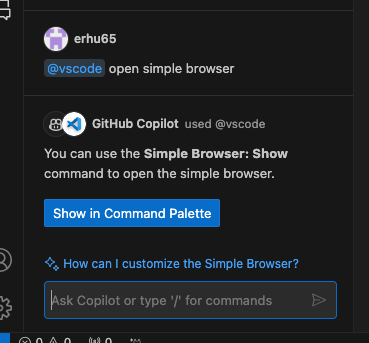 erhu65
@vscode open simple browser
GitHub Copilot used @vscode
You can use the Simple Browser: Show
command to open the simple browser.
Show in Command Palette
How can I customize the Simple Browser?
Ask Copilot or type '/' for commands
0 0 0